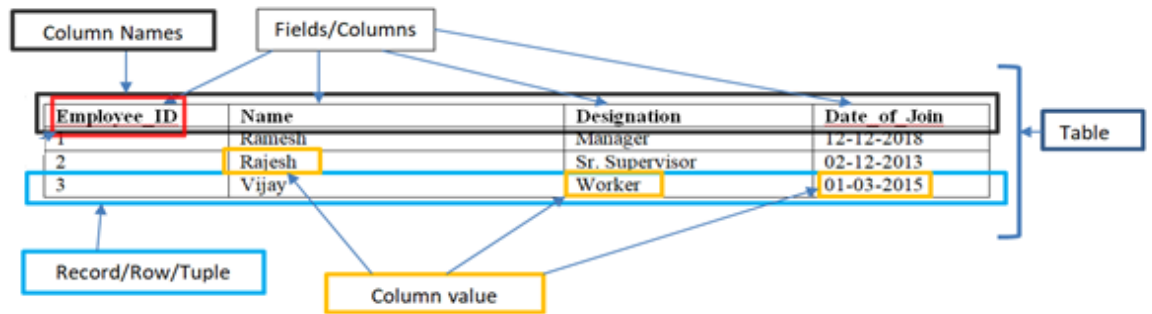 Column Names
Fields/Columns
Employee_ID Name Designation Date_of_Join
1 Ramesh Manager 12-12-2018
Table
2 Rajesh Sr. Supervisor 02-12-2013
3 Vijay Worker 01-03-2015
Record/Row/Tuple
Column value